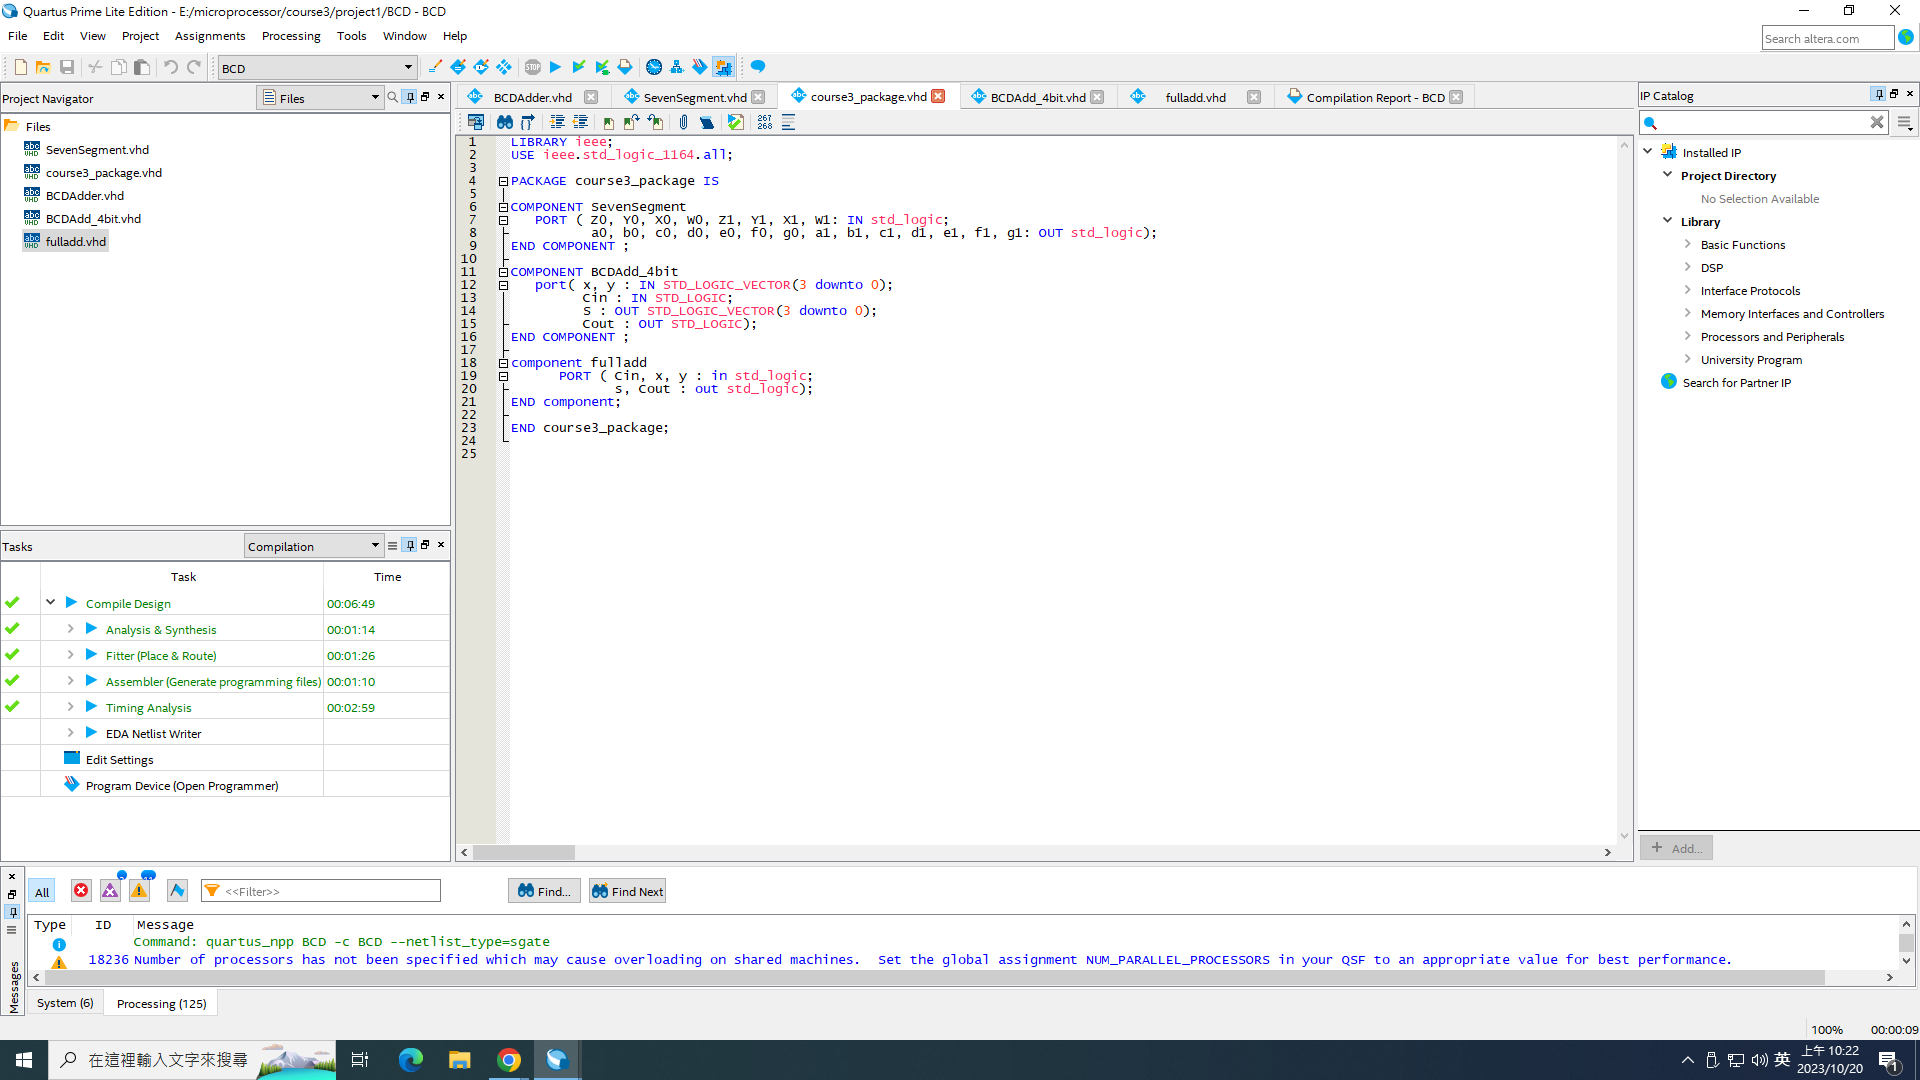 Quartus Prime Lite Edition - E:/microprocessor/course3/project1/BCD - BCD
File Edit View Project Assignments Processing Tools Window Help
Search altera.com
BCD
Project Navigator
Files
Files
SevenSegment.vhd
course3_package.vhd
BCDAdder.vhd
BCDAdd_4bit.vhd
fulladd.vhd
Tasks
Compilation
Task Time
Compile Design 00:06:49
Analysis & Synthesis 00:01:14
Fitter (Place & Route) 00:01:26
Assembler (Generate programming files) 00:01:10
Timing Analysis 00:02:59
EDA Netlist Writer
Edit Settings
Program Device (Open Programmer)
BCDAdder.vhd SevenSegment.vhd course3_package.vhd BCDAdd_4bit.vhd fulladd.vhd Compilation Report - BCD
267
268
1 LIBRARY ieee;
2 USE ieee.std_logic_1164.all;
3
4 PACKAGE course3_package IS
5
6 COMPONENT SevenSegment
7 PORT ( Z0, Y0, X0, W0, Z1, Y1, X1, W1: IN std_logic;
8 a0, b0, c0, d0, e0, f0, g0, a1, b1, c1, d1, e1, f1, g1: OUT std_logic);
9 END COMPONENT ;
10
11 COMPONENT BCDAdd_4bit
12 port( x, y : IN STD_LOGIC_VECTOR(3 downto 0);
13 Cin : IN STD_LOGIC;
14 S : OUT STD_LOGIC_VECTOR(3 downto 0);
15 Cout : OUT STD_LOGIC);
16 END COMPONENT ;
17
18 component fulladd
19 PORT ( Cin, x, y : in std_logic;
20 s, Cout : out std_logic);
21 END component;
22
23 END course3_package;
24
25
IP Catalog
Installed IP
Project Directory
No Selection Available
Library
Basic Functions
DSP
Interface Protocols
Memory Interfaces and Controllers
Processors and Peripherals
University Program
Search for Partner IP
+ Add...
Messages
All
<<Filter>>
Find...
Find Next
Type ID Message
Command: quartus_npp BCD -c BCD --netlist_type=sgate
18236 Number of processors has not been specified which may cause overloading on shared machines.  Set the global assignment NUM_PARALLEL_PROCESSORS in your QSF to an appropriate value for best performance.
System (6) Processing (125)
100% 00:00:09
在這裡輸入文字來搜尋
英
上午 10:22
2023/10/20
1